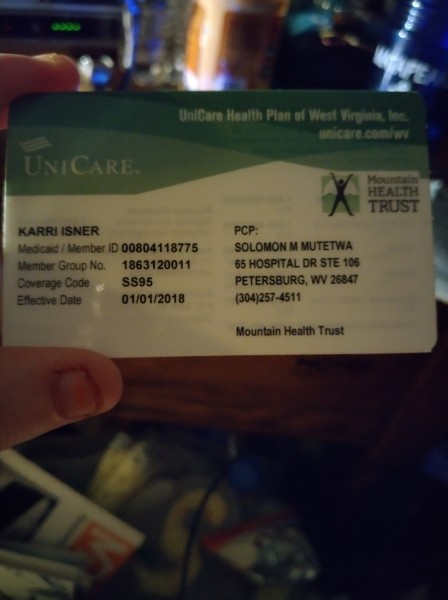 UniCare Health Plan of West Virginia, Inc.
unicare.com/wv
UNICARE®
Mountain
HEALTH
TRUST
KARRI ISNER
Medicaid / Member ID 00804118775
Member Group No. 1863120011
Coverage Code SS95
Effective Date 01/01/2018
PCP:
SOLOMON M MUTETWA
65 HOSPITAL DR STE 106
PETERSBURG, WV 26847
(304)257-4511
Mountain Health Trust